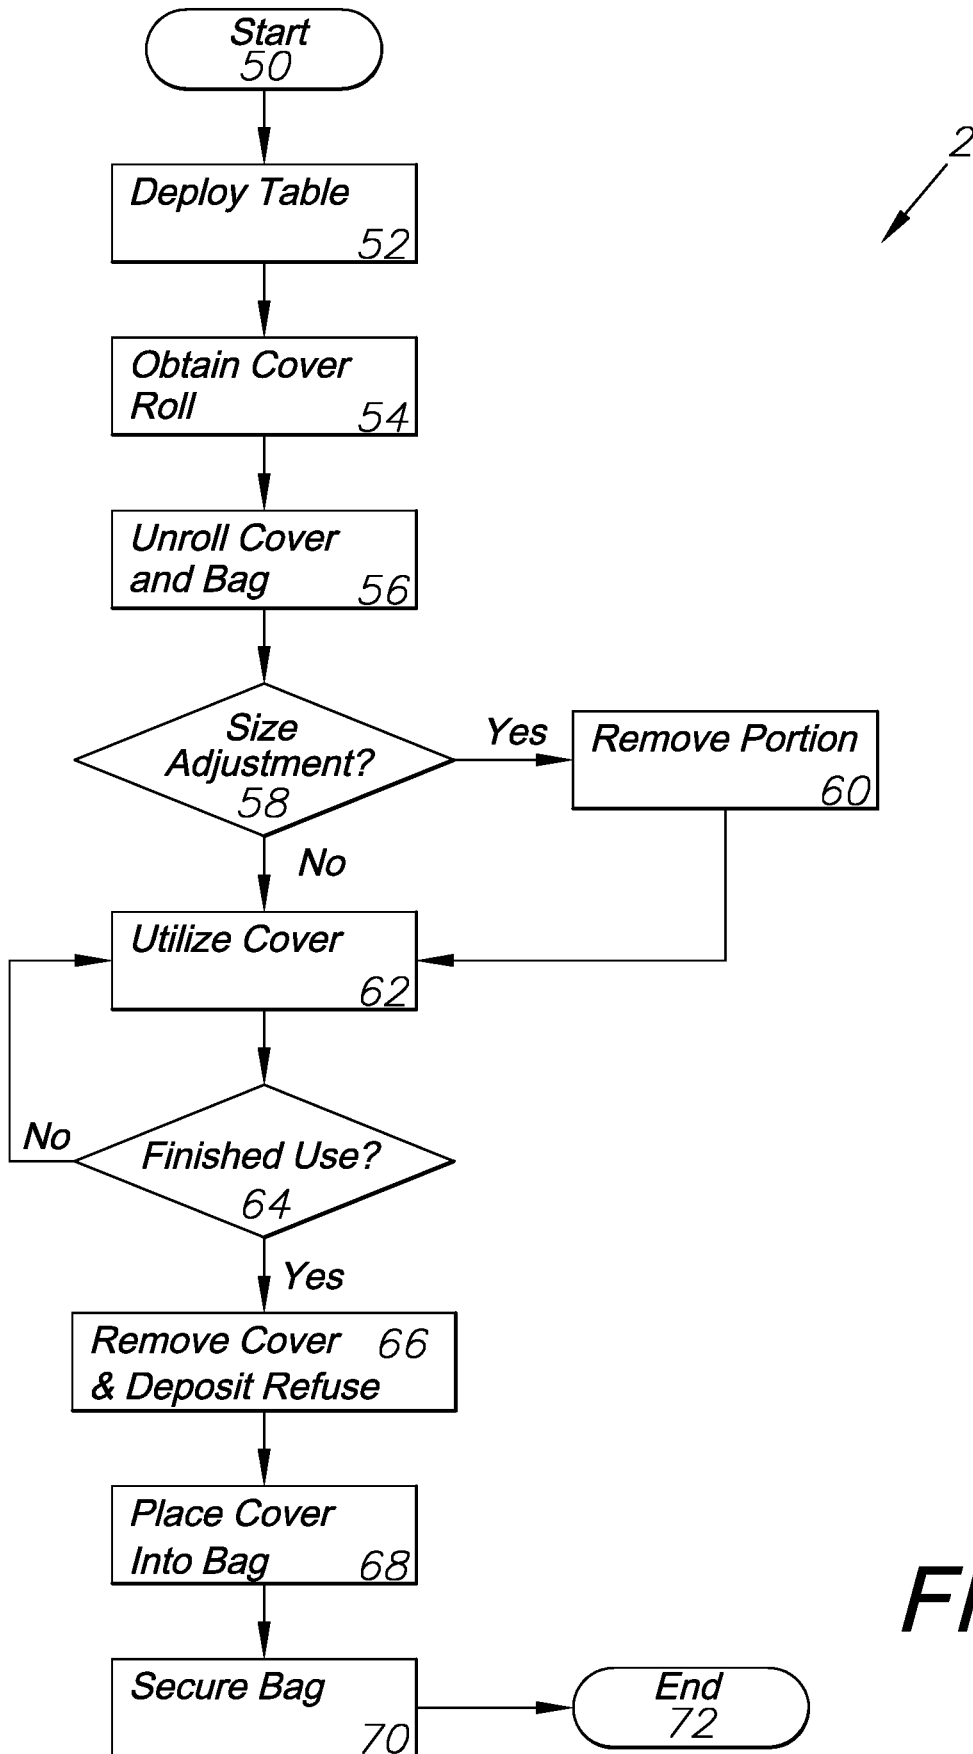 Start
50
2
Deploy Table
52
Obtain Cover
Roll
54
Unroll Cover
and Bag
56
Size
Adjustment?
58
Yes
Remove Portion
60
No
Utilize Cover
62
No
Finished Use?
64
Yes
Remove Cover 66
& Deposit Refuse
Place Cover
Into Bag
68
Secure Bag
70
End
72